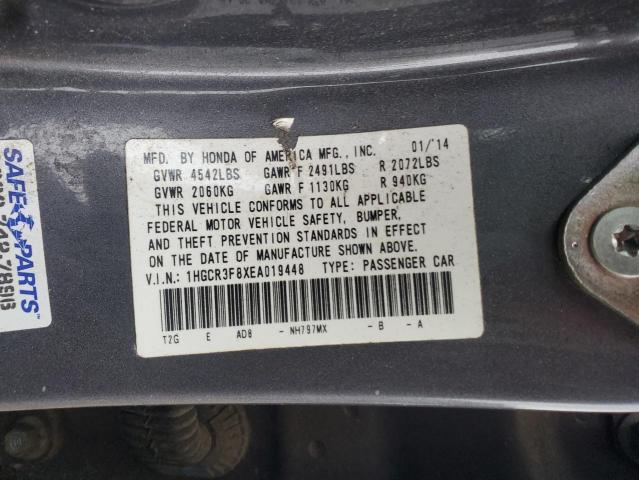 MFD. BY HONDA OF AMERICA MFG., INC. 01/'14
GVWR 4542LBS GAWR F 2491LBS R 2072LBS
GVWR 2060KG GAWR F 1130KG R 940KG
THIS VEHICLE CONFORMS TO ALL APPLICABLE
FEDERAL MOTOR VEHICLE SAFETY, BUMPER,
AND THEFT PREVENTION STANDARDS IN EFFECT
ON THE DATE OF MANUFACTURE SHOWN ABOVE.
V.I.N: 1HGCR3F8XEA019448 TYPE: PASSENGER CAR
T2G E AD8 - NH797MX - B - A
SAFE PARTS™